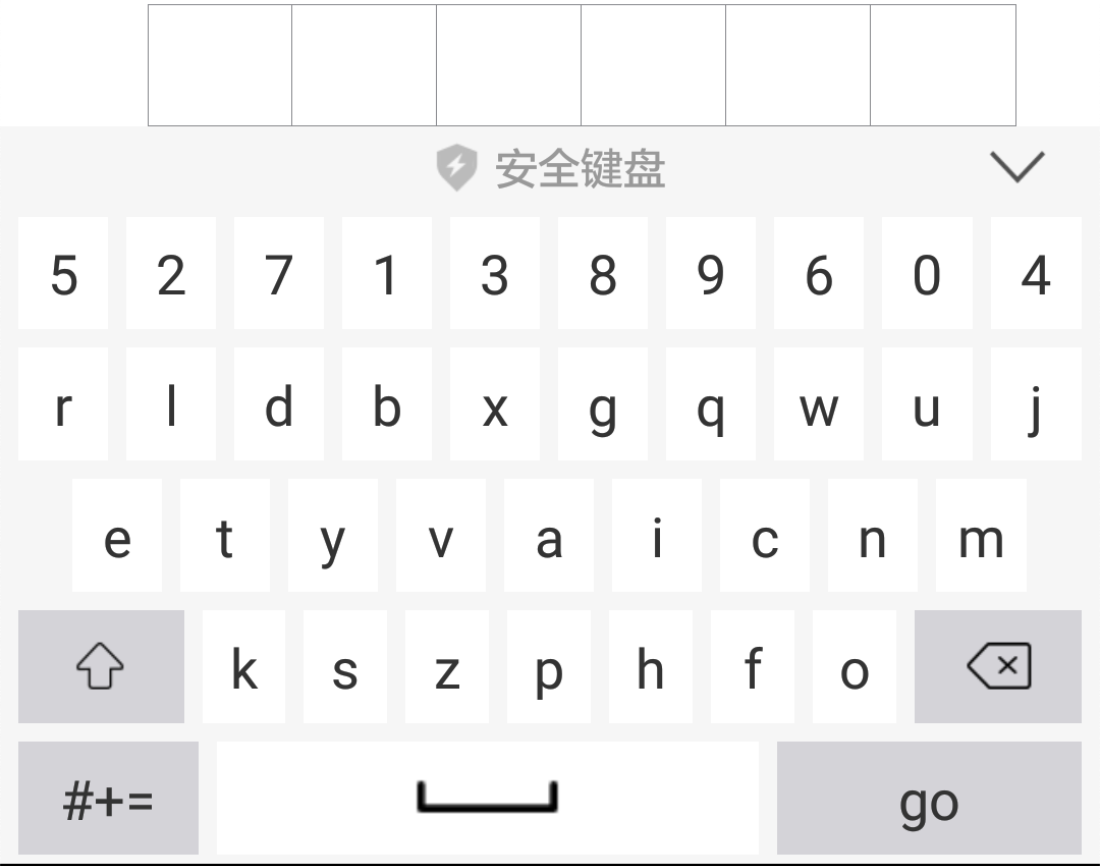 安全键盘
5 2 7 1 3 8 9 6 0 4
r l d b x g q w u j
e t y v a i c n m
k s z p h f o
#+= go